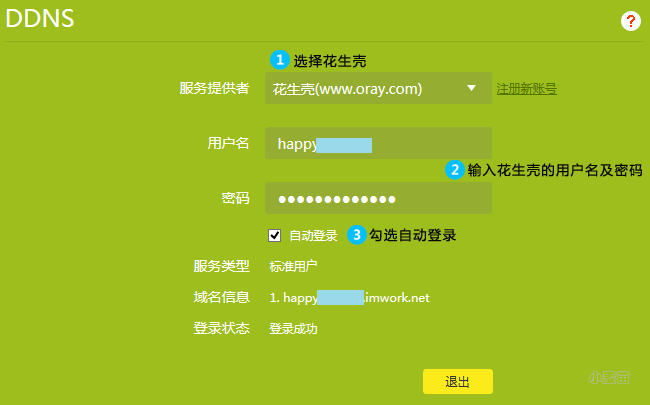 DDNS
?
1 选择花生壳
服务提供者 花生壳(www.oray.com) 注册新账号
用户名 happy
2 输入花生壳的用户名及密码
密码 ●●●●●●●●●●●●●
自动登录 3 勾选自动登录
服务类型 标准用户
域名信息 1. happy .imwork.net
登录状态 登录成功
退出